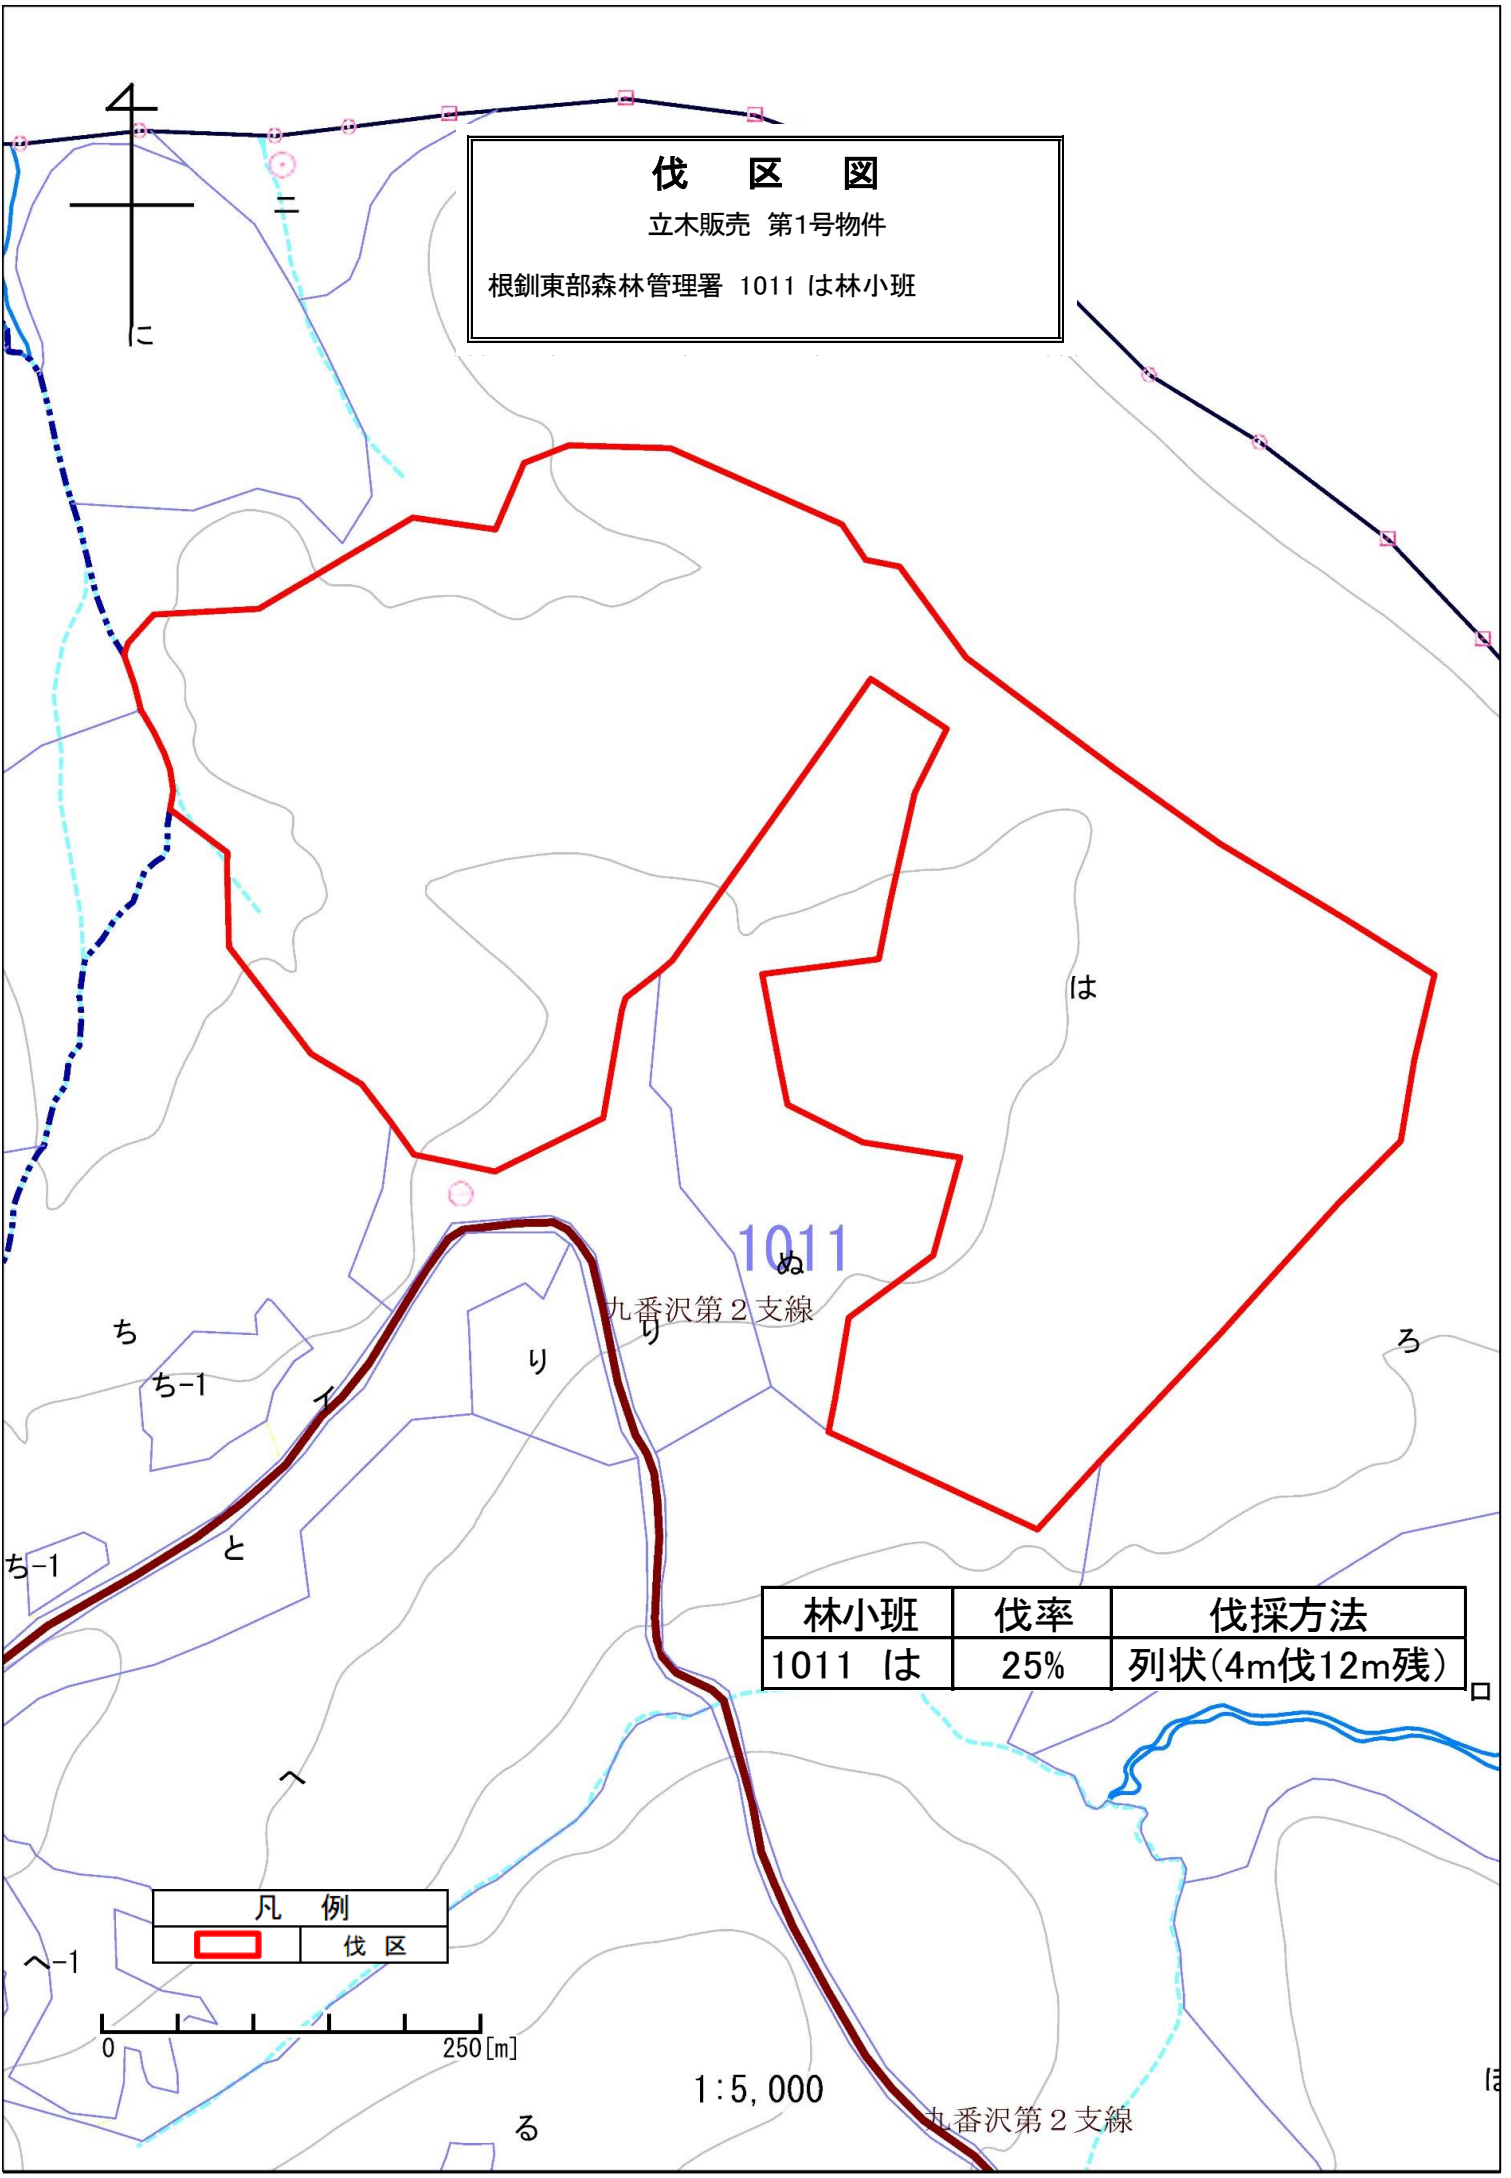 伐 区 図
立木販売 第1号物件
根釧東部森林管理署 1011 は林小班
ニ
に
は
1011
ぬ
九番沢第2支線
り
り
ち
ち-1
イ
ろ
ち-1
と
林小班 伐率 伐採方法
1011 は 25% 列状(4m伐12m残)
ロ
へ
凡 例
伐 区
へ-1
0 250[m]
1:5,000
九番沢第2支線
る